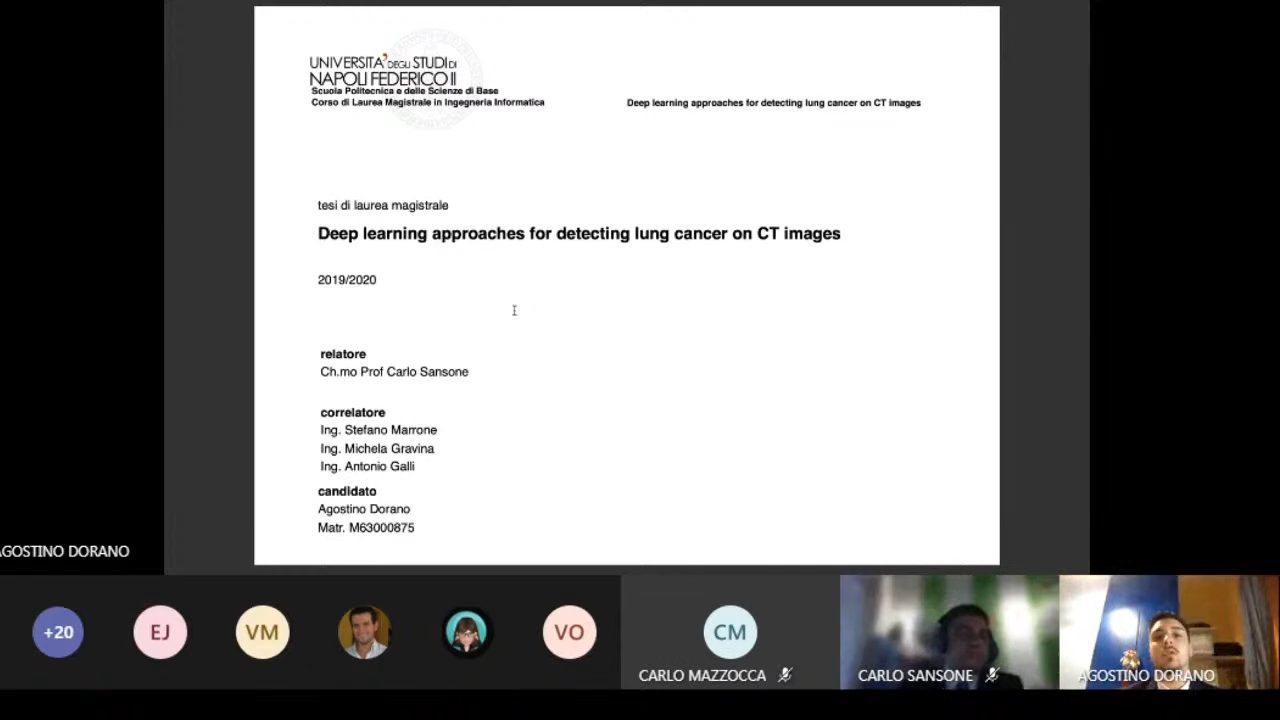 UNIVERSITA' DEGLI STUDI DI
NAPOLI FEDERICO II
Scuola Politecnica e delle Scienze di Base
Corso di Laurea Magistrale in Ingegneria Informatica
Deep learning approaches for detecting lung cancer on CT images
tesi di laurea magistrale
Deep learning approaches for detecting lung cancer on CT images
2019/2020
relatore
Ch.mo Prof Carlo Sansone
correlatore
Ing. Stefano Marrone
Ing. Michela Gravina
Ing. Antonio Galli
candidato
Agostino Dorano
Matr. M63000875
AGOSTINO DORANO
+20
EJ
VM
VO
CM
CARLO MAZZOCCA
CARLO SANSONE
AGOSTINO DORANO